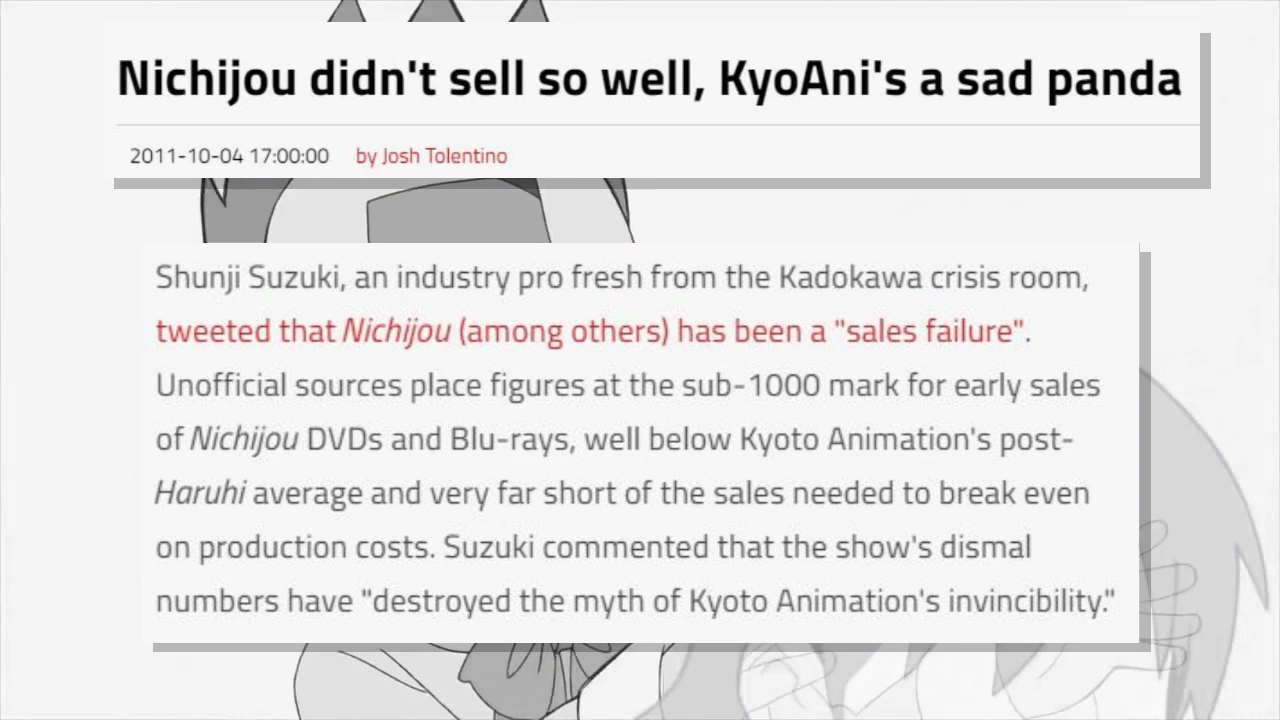 Nichijou didn't sell so well, KyoAni's a sad panda
2011-10-04 17:00:00 by Josh Tolentino
Shunji Suzuki, an industry pro fresh from the Kadokawa crisis room,
tweeted that Nichijou (among others) has been a "sales failure".
Unofficial sources place figures at the sub-1000 mark for early sales
of Nichijou DVDs and Blu-rays, well below Kyoto Animation's post-
Haruhi average and very far short of the sales needed to break even
on production costs. Suzuki commented that the show's dismal
numbers have "destroyed the myth of Kyoto Animation's invincibility."